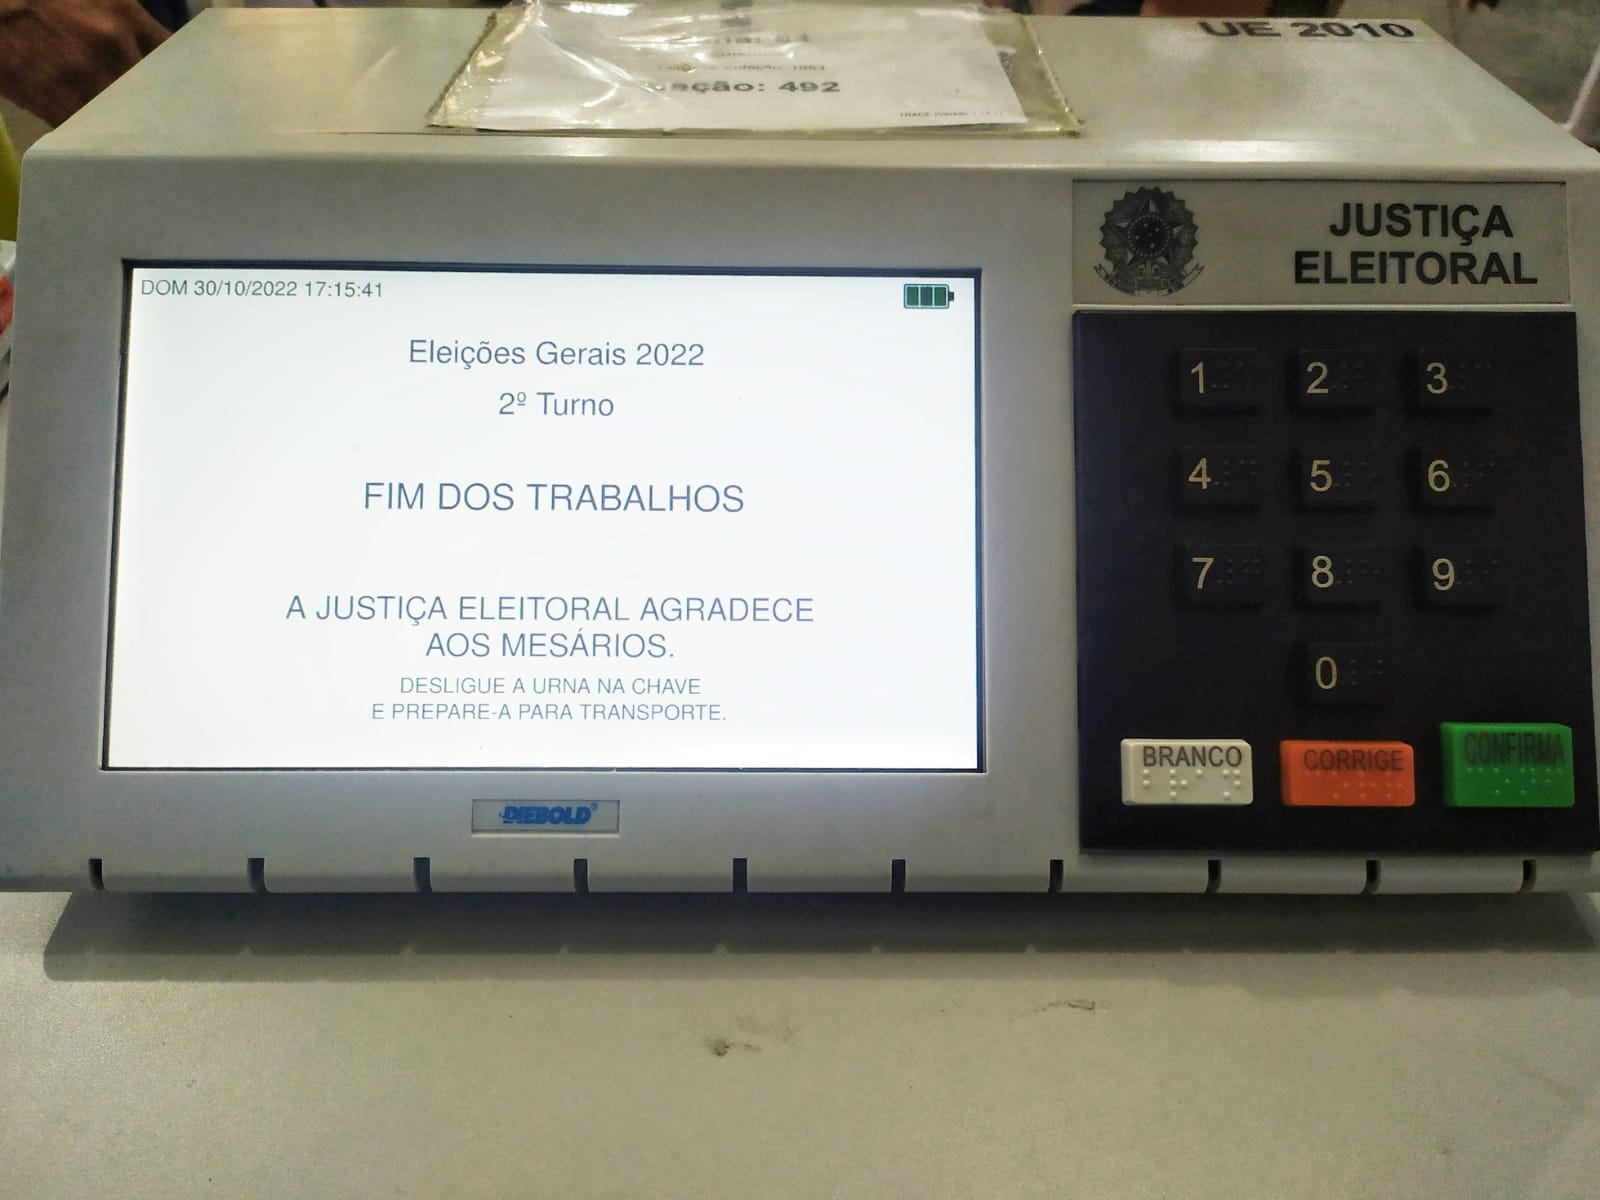 UE 2010
eção: 492
JUSTIÇA
ELEITORAL
DOM 30/10/2022 17:15:41
Eleições Gerais 2022
2º Turno
FIM DOS TRABALHOS
A JUSTIÇA ELEITORAL AGRADECE
AOS MESÁRIOS.
DESLIGUE A URNA NA CHAVE
E PREPARE-A PARA TRANSPORTE.
DIEBOLD®
1 2 3
4 5 6
7 8 9
0
BRANCO CORRIGE CONFIRMA